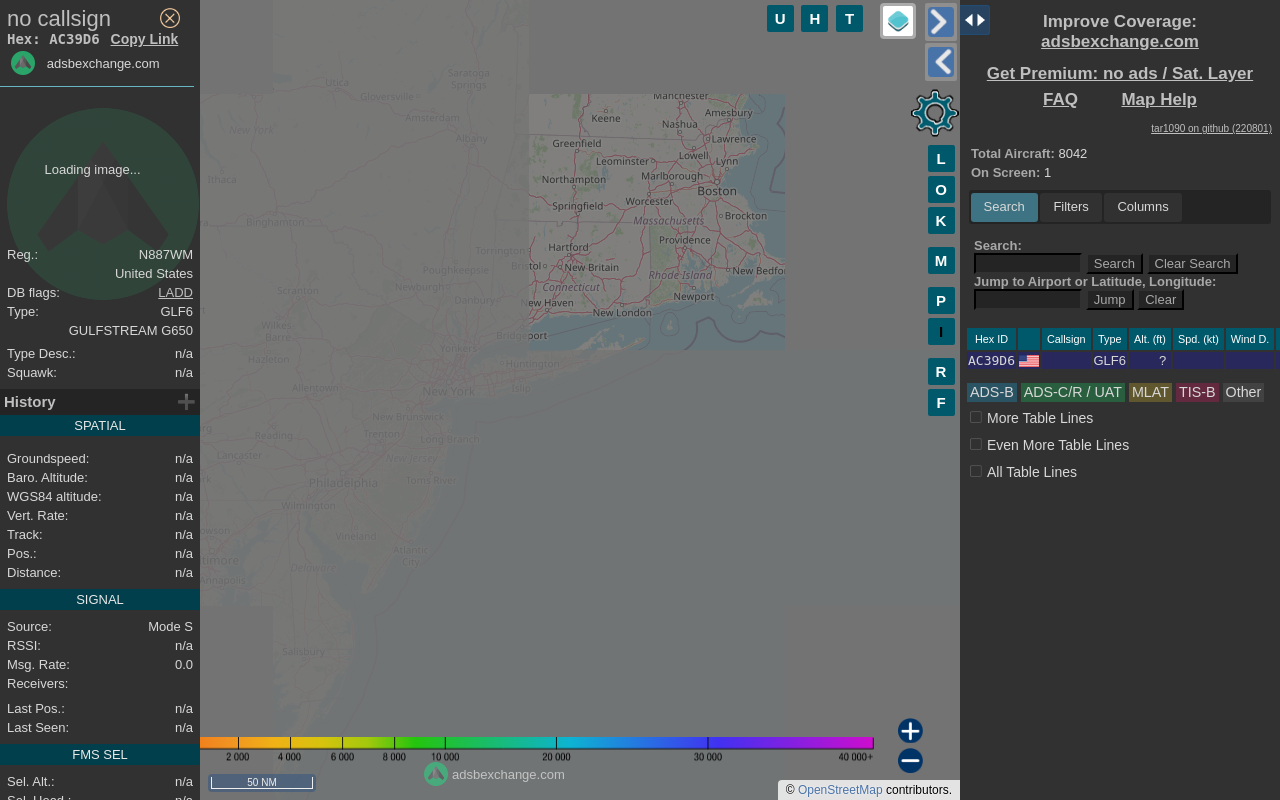 no callsign
Hex: AC39D6 Copy Link
adsbexchange.com
Loading image...
Reg.: N887WM
United States
DB flags: LADD
Type: GLF6
GULFSTREAM G650
Type Desc.: n/a
Squawk: n/a
History
SPATIAL
Groundspeed: n/a
Baro. Altitude: n/a
WGS84 altitude: n/a
Vert. Rate: n/a
Track: n/a
Pos.: n/a
Distance: n/a
SIGNAL
Source: Mode S
RSSI: n/a
Msg. Rate: 0.0
Receivers:
Last Pos.: n/a
Last Seen: n/a
FMS SEL
Sel. Alt.: n/a
Sel. Head.: n/a
U H T
L
O
K
M
P
I
R
F
Saratoga Springs
Utica
Gloversville
Amsterdam
New York
Albany
Ithaca
Binghamton
Torrington
Poughkeepsie
Scranton
Newburgh
Danbury
Wilkes-Barre
Hazleton
Bridgeport
Huntington
Allentown
New York
Islip
New Brunswick
Reading
Trenton
Long Branch
Lancaster
New Jersey
Philadelphia
Toms River
Wilmington
Vineland
Atlantic City
Delaware
Annapolis
Salisbury
Manchester
Keene
Amesbury
Nashua
Greenfield
Lawrence
Lowell
Leominster
Lynn
Northampton
Marlborough
Boston
Springfield
Worcester
Massachusetts
Brockton
Hartford
Providence
Bristol
New Britain
Rhode Island
New Bedfor
Connecticut
New Haven
Newport
New London
2 000 4 000 6 000 8 000 10 000 20 000 30 000 40 000+
adsbexchange.com
50 NM
© OpenStreetMap contributors.
Improve Coverage:
adsbexchange.com
Get Premium: no ads / Sat. Layer
FAQ Map Help
tar1090 on github (220801)
Total Aircraft: 8042
On Screen: 1
Search Filters Columns
Search:
Search Clear Search
Jump to Airport or Latitude, Longitude:
Jump Clear
Hex ID Callsign Type Alt. (ft) Spd. (kt) Wind D.
AC39D6 GLF6 ?
ADS-B ADS-C/R / UAT MLAT TIS-B Other
More Table Lines
Even More Table Lines
All Table Lines